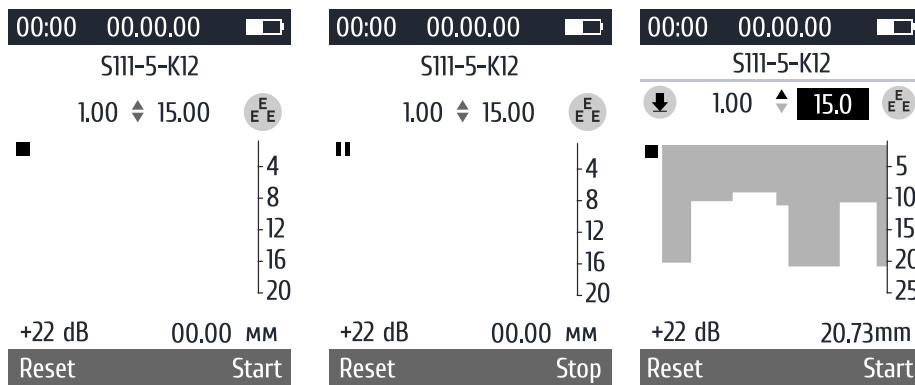 00:00 00.00.00
S111-5-K12
1.00 15.00 E E E
4
8
12
16
20
+22 dB 00.00 мм
Reset Start
00:00 00.00.00
S111-5-K12
1.00 15.00 E E E
4
8
12
16
20
+22 dB 00.00 мм
Reset Stop
00:00 00.00.00
S111-5-K12
1.00 15.0 E E E
5
10
15
20
25
+22 dB 20.73mm
Reset Start